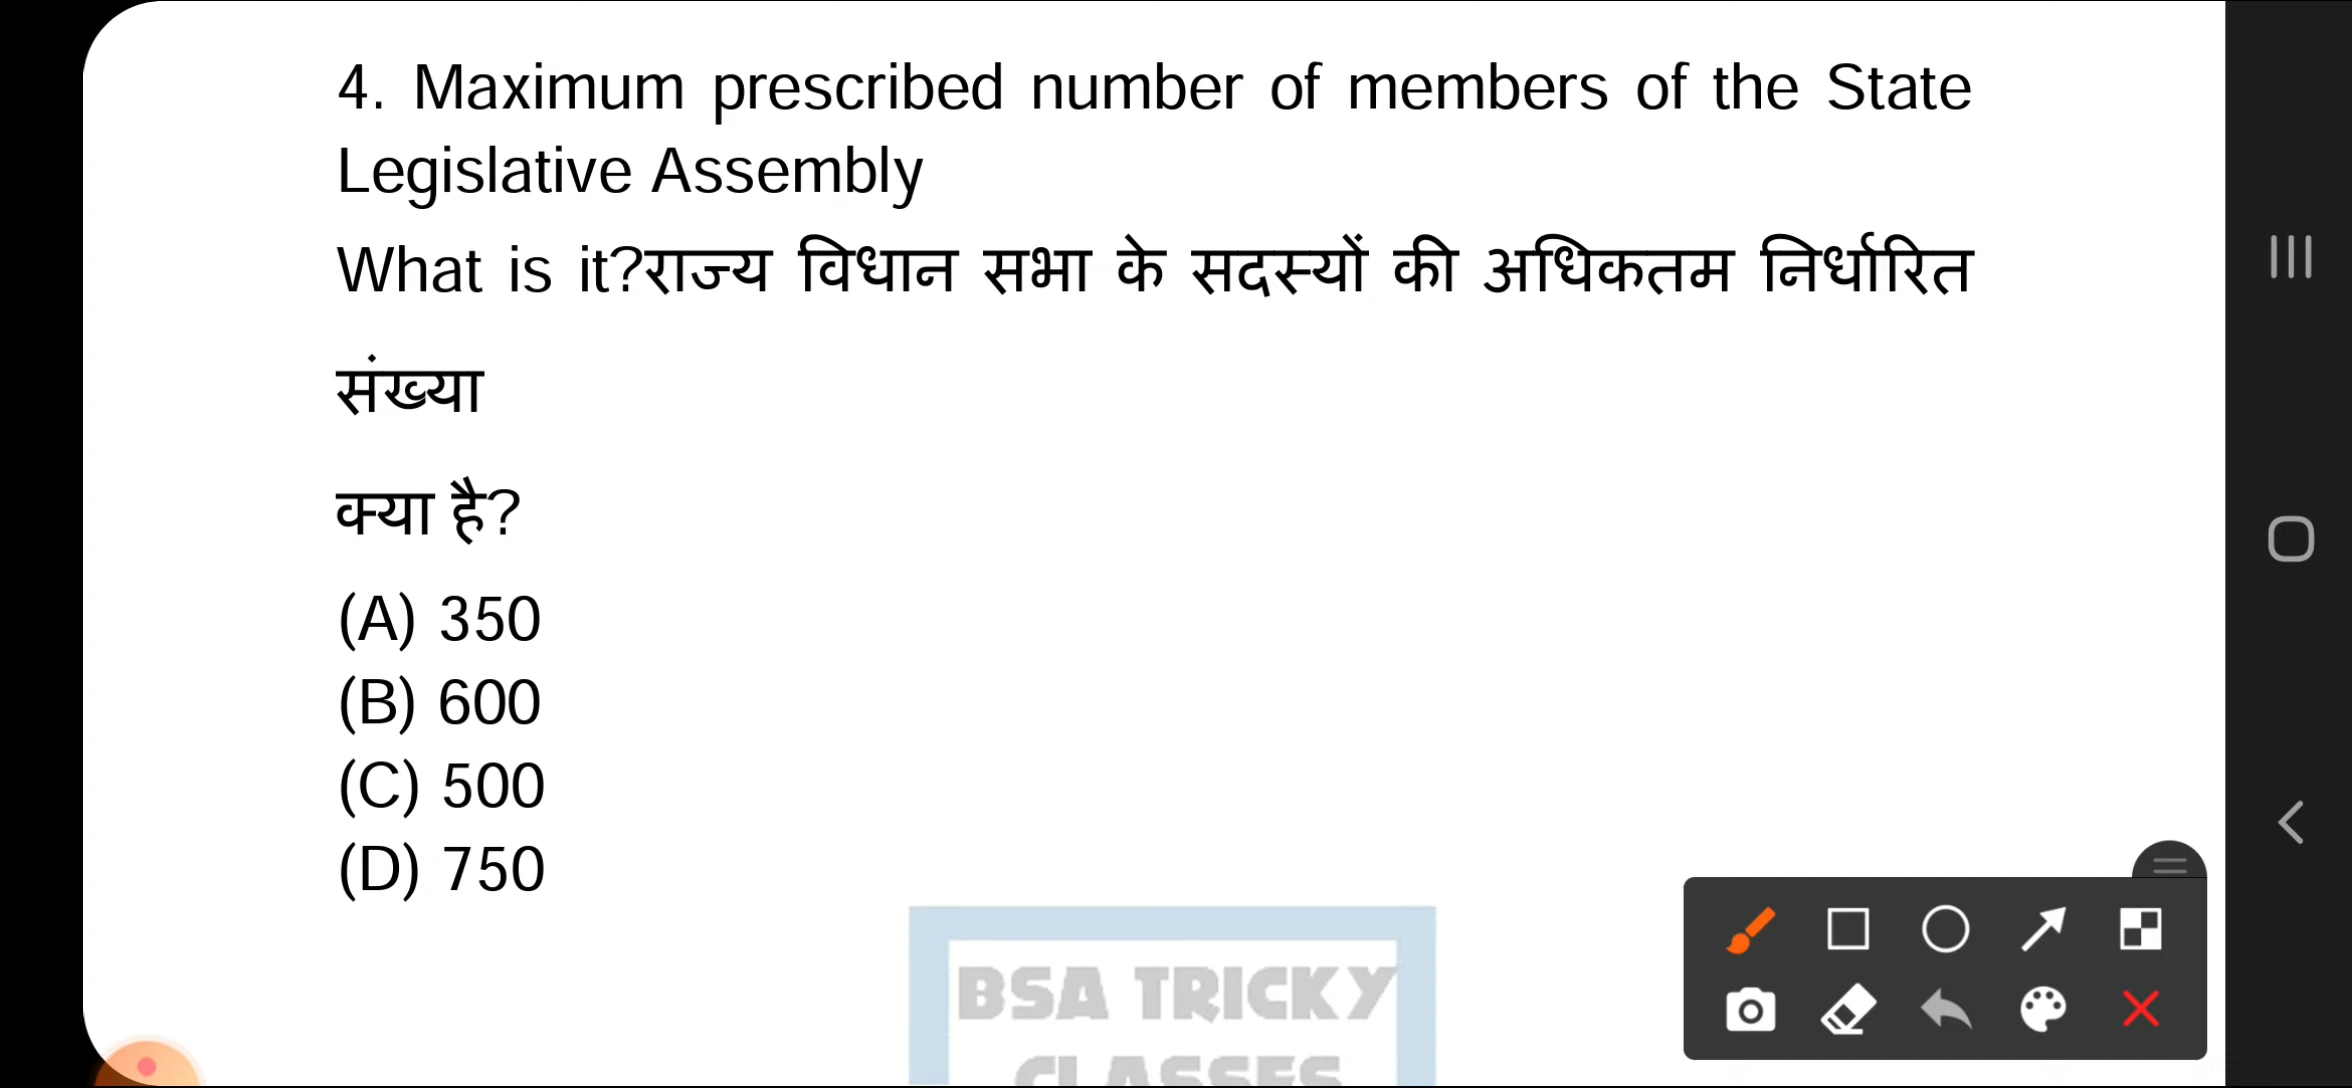 4. Maximum prescribed number of members of the State
Legislative Assembly
What is it?राज्य विधान सभा के सदस्यों की अधिकतम निर्धारित
संख्या
क्या है?
(A) 350
(B) 600
(C) 500
(D) 750
BSA TRICKY
CLASSES